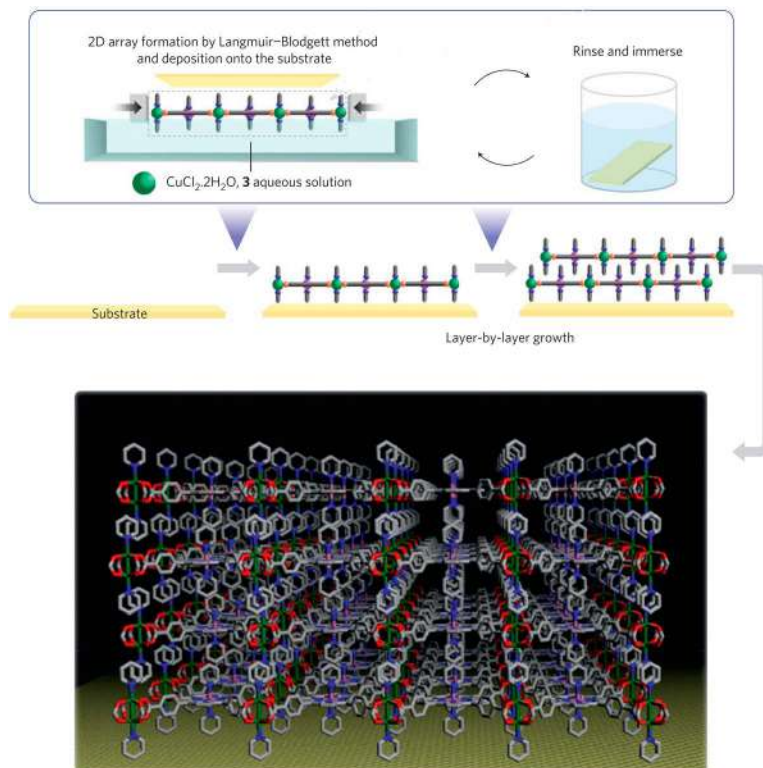 2D array formation by Langmuir–Blodgett method
and deposition onto the substrate
Rinse and immerse
CuCl₂.2H₂O, 3 aqueous solution
Substrate
Layer-by-layer growth